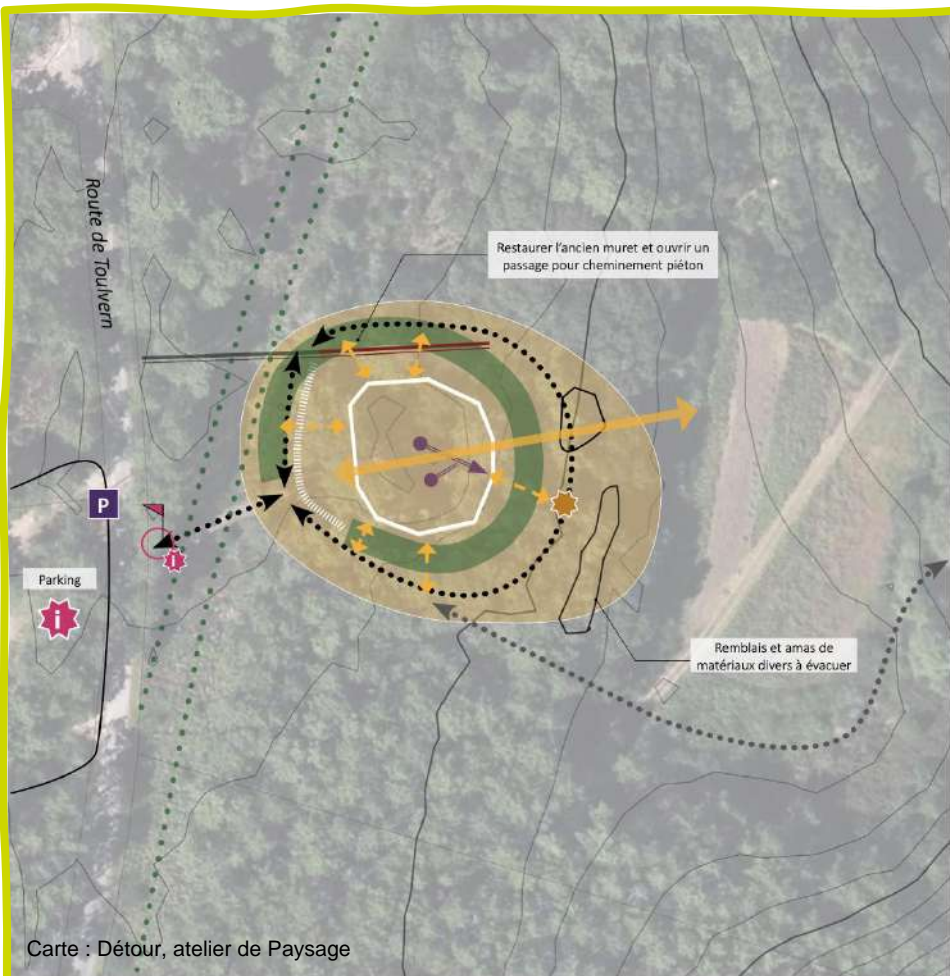 Route de Toulvern
Restaurer l'ancien muret et ouvrir un
passage pour cheminement piéton
P
i
Parking
i
Remblais et amas de
matériaux divers à évacuer
Carte : Détour, atelier de Paysage